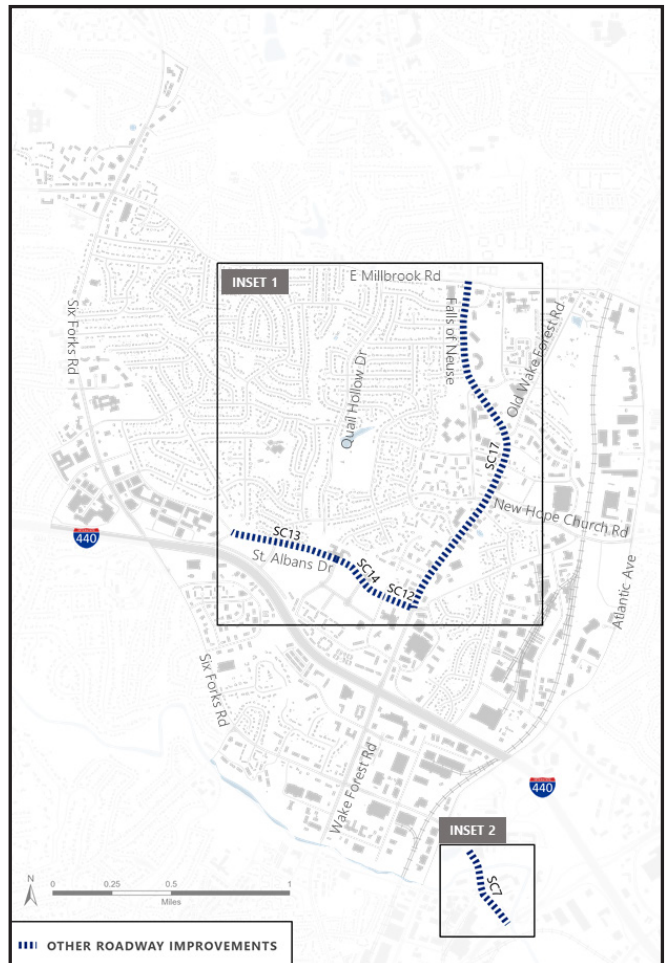 INSET 1
E Millbrook Rd
Six Forks Rd
Falls of Neuse
Old Wake Forest Rd
Quail Hollow Dr
SC17
New Hope Church Rd
SC13
440
St. Albans Dr
SC14
SC12
Atlantic Ave
Six Forks Rd
Wake Forest Rd
440
INSET 2
SC7
N
0 0.25 0.5 1
Miles
OTHER ROADWAY IMPROVEMENTS